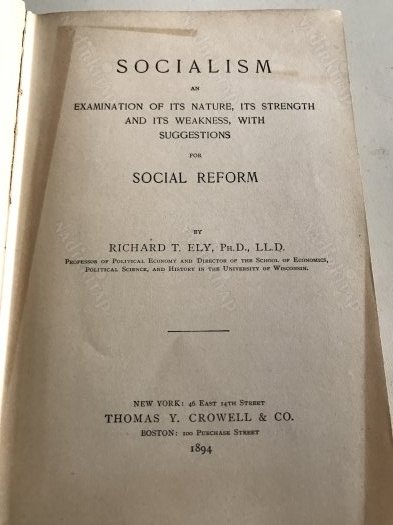 SOCIALISM
AN
EXAMINATION OF ITS NATURE, ITS STRENGTH
AND ITS WEAKNESS, WITH
SUGGESTIONS
FOR
SOCIAL REFORM
BY
RICHARD T. ELY, PH.D., LL.D.
PROFESSOR OF POLITICAL ECONOMY AND DIRECTOR OF THE SCHOOL OF ECONOMICS,
POLITICAL SCIENCE, AND HISTORY IN THE UNIVERSITY OF WISCONSIN.
NEW YORK: 46 EAST 14TH STREET
THOMAS Y. CROWELL & CO.
BOSTON: 100 PURCHASE STREET
1894